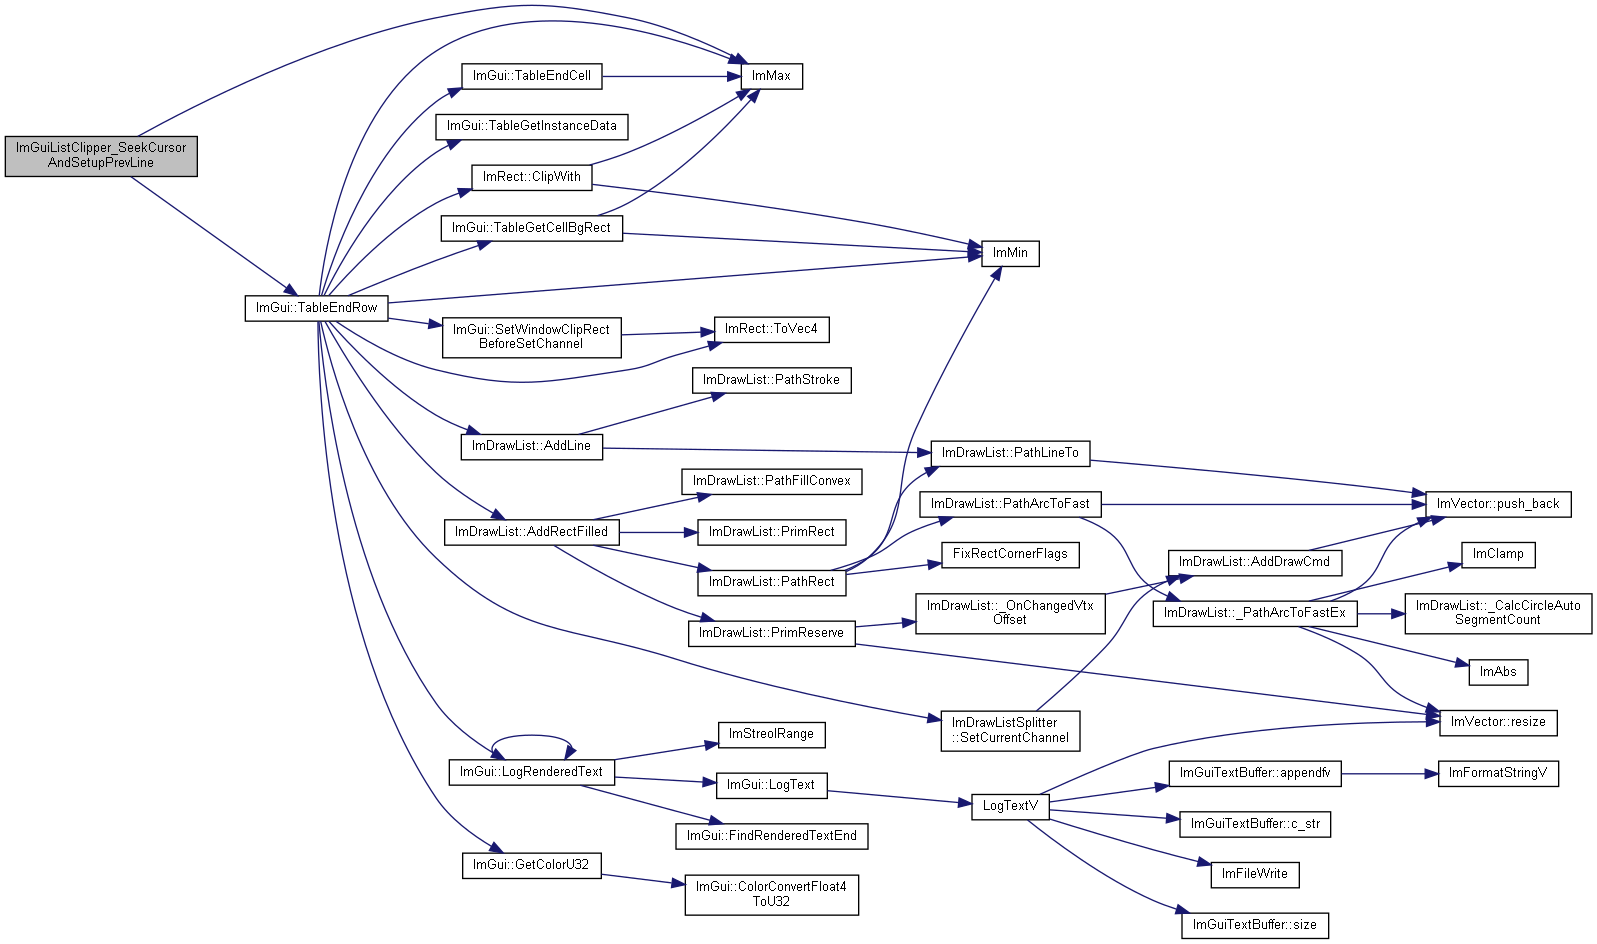 ImGuiListClipper_SeekCursor
AndSetupPrevLine
ImGui::TableEndRow
ImGui::TableEndCell
ImGui::TableGetInstanceData
ImRect::ClipWith
ImGui::TableGetCellBgRect
ImGui::SetWindowClipRect
BeforeSetChannel
ImDrawList::AddLine
ImDrawList::AddRectFilled
ImGui::LogRenderedText
ImGui::GetColorU32
ImMax
ImRect::ToVec4
ImDrawList::PathStroke
ImDrawList::PathFillConvex
ImDrawList::PrimRect
ImDrawList::PathRect
ImDrawList::PrimReserve
ImStreolRange
ImGui::LogText
ImGui::FindRenderedTextEnd
ImGui::ColorConvertFloat4
ToU32
ImMin
ImDrawList::PathLineTo
ImDrawList::PathArcToFast
FixRectCornerFlags
ImDrawList::_OnChangedVtx
Offset
ImDrawListSplitter
::SetCurrentChannel
LogTextV
ImDrawList::AddDrawCmd
ImDrawList::_PathArcToFastEx
ImGuiTextBuffer::appendfv
ImGuiTextBuffer::c_str
ImFileWrite
ImGuiTextBuffer::size
ImVector::push_back
ImClamp
ImDrawList::_CalcCircleAuto
SegmentCount
ImAbs
ImVector::resize
ImFormatStringV